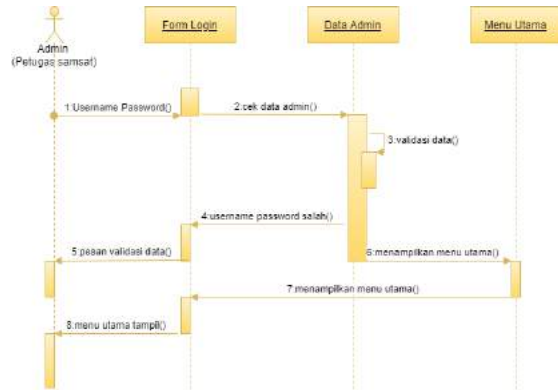 Form Login
Data Admin
Menu Utama
Admin
(Petugas samsat)
1:Username Password()
2:cek data admin()
3:validasi data()
4:username password salah()
5:pesan validasi data()
6:menampilkan menu utama()
7:menampilkan menu utama()
8:menu utama tampil()